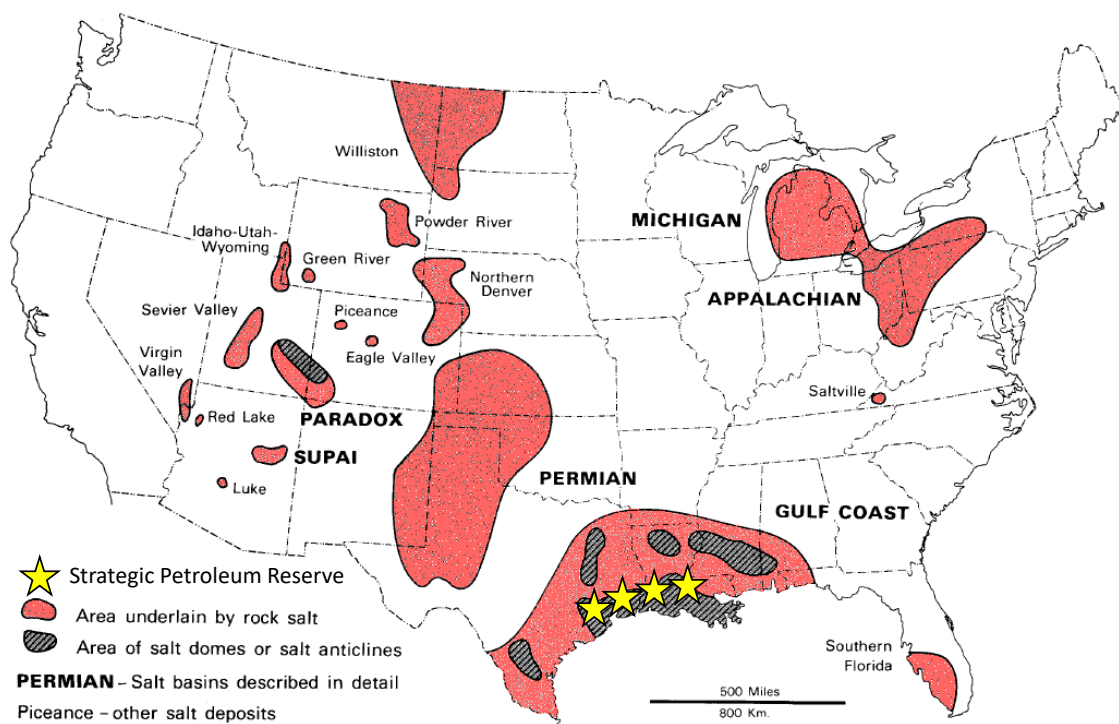 Williston
Powder River
Idaho-Utah-
Wyoming
Green River
Northern
Denver
MICHIGAN
APPALACHIAN
Sevier Valley
Piceance
Eagle Valley
Virgin
Valley
Red Lake
PARADOX
Saltville
SUPAI
Luke
PERMIAN
GULF COAST
Strategic Petroleum Reserve
Area underlain by rock salt
Area of salt domes or salt anticlines
PERMIAN – Salt basins described in detail
Piceance – other salt deposits
Southern
Florida
500 Miles
800 Km.